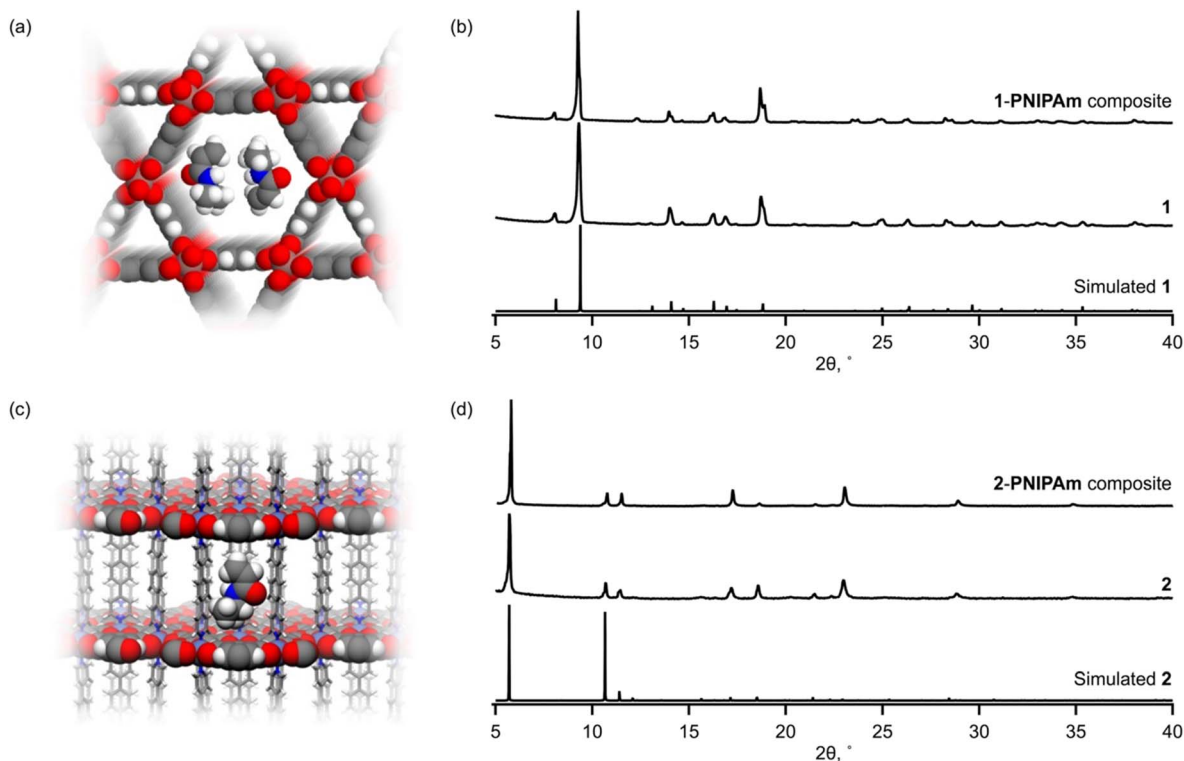 (a)
(b)
1-PNIPAm composite
1
Simulated 1
5 10 15 20 25 30 35 40
2θ, °
(c)
(d)
2-PNIPAm composite
2
Simulated 2
5 10 15 20 25 30 35 40
2θ, °